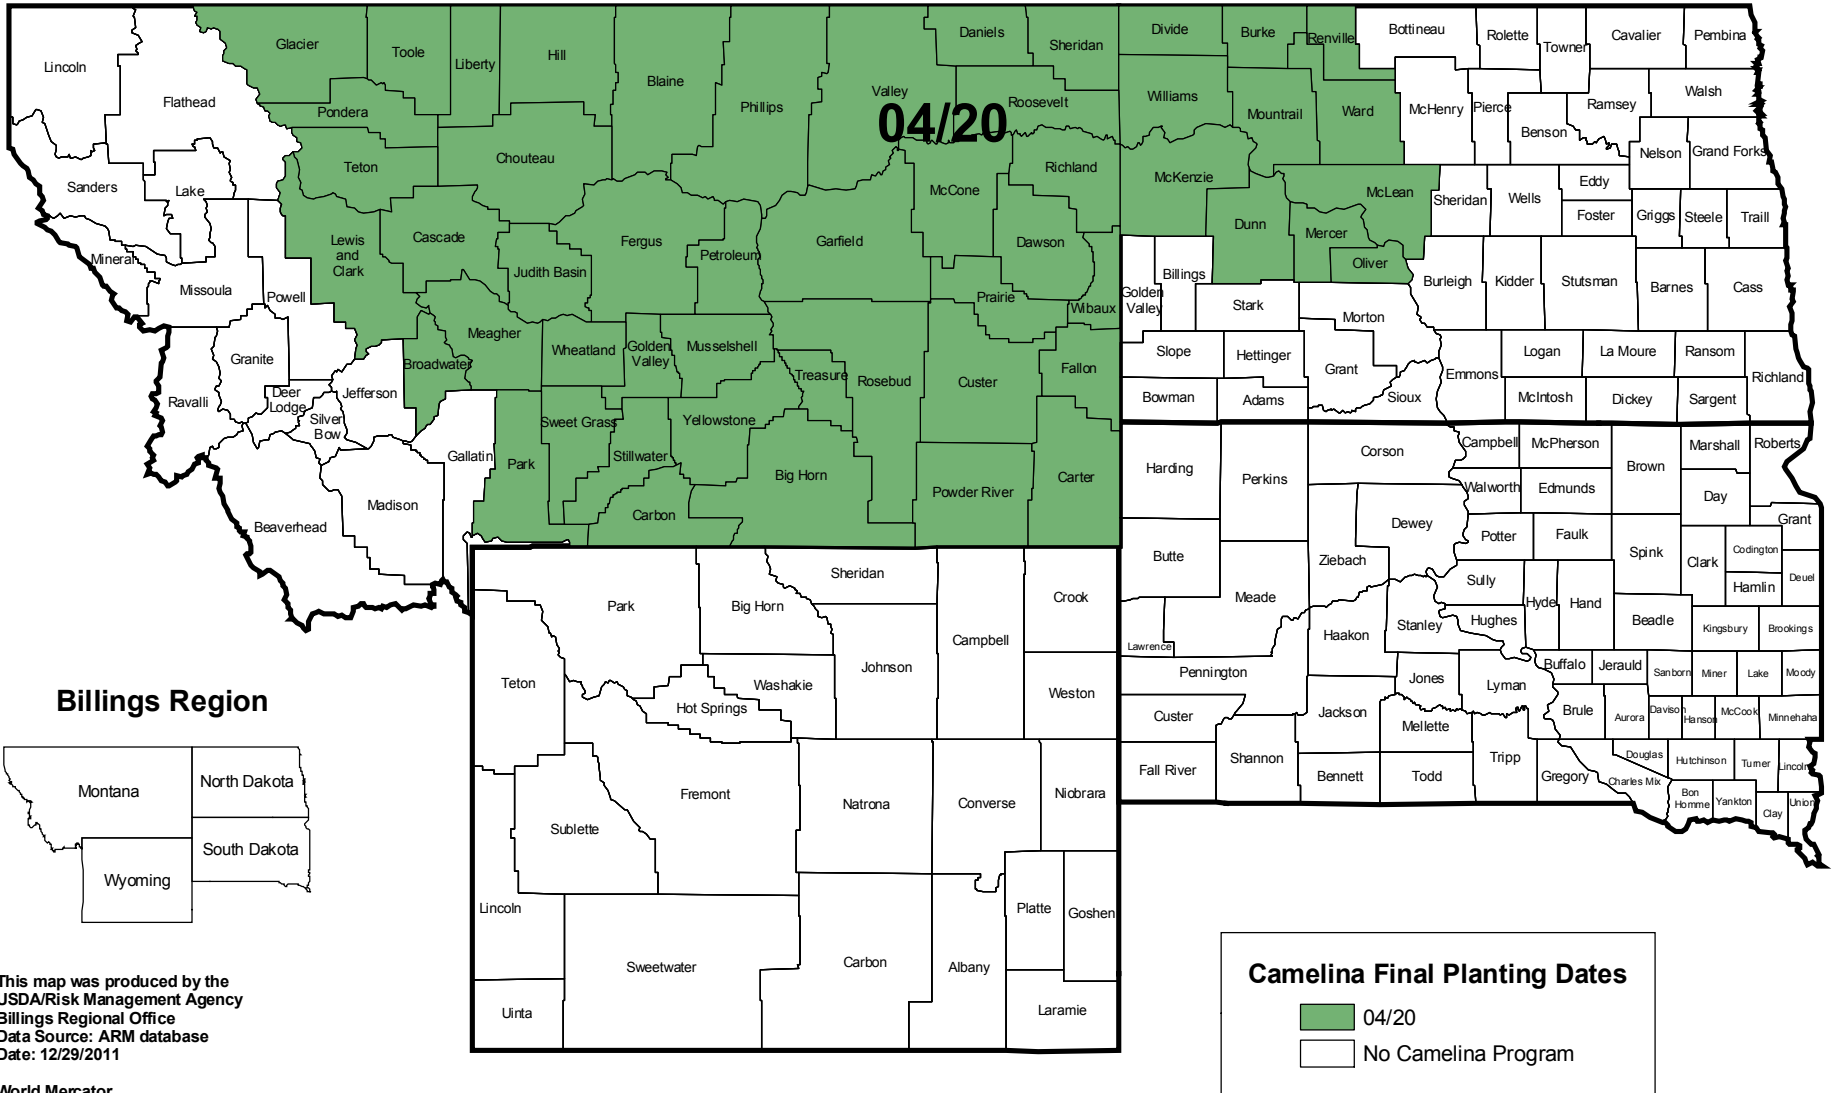 Lincoln
Flathead
Glacier
Toole
Liberty
Hill
Blaine
Phillips
Valley
Daniels
Sheridan
Roosevelt
04/20
Pondera
Teton
Chouteau
Sanders
Lake
Mineral
Missoula
Powell
Lewis
and
Clark
Cascade
Judith Basin
Fergus
Petroleum
Garfield
McCone
Richland
Dawson
Prairie
Wibaux
Granite
Ravalli
Deer
Lodge
Silver
Bow
Jefferson
Broadwater
Meagher
Wheatland
Golden
Valley
Musselshell
Treasure
Rosebud
Custer
Fallon
Beaverhead
Madison
Gallatin
Park
Sweet Grass
Stillwater
Yellowstone
Carbon
Big Horn
Powder River
Carter
Divide
Burke
Renville
Bottineau
Rolette
Towner
Cavalier
Pembina
Williams
Mountrail
Ward
McHenry
Pierce
Benson
Ramsey
Walsh
Nelson
Grand Forks
McKenzie
Dunn
McLean
Mercer
Oliver
Sheridan
Wells
Eddy
Foster
Griggs
Steele
Traill
Golden
Valley
Billings
Stark
Morton
Burleigh
Kidder
Stutsman
Barnes
Cass
Slope
Hettinger
Grant
Sioux
Emmons
Logan
La Moure
Ransom
Richland
Bowman
Adams
McIntosh
Dickey
Sargent
Harding
Perkins
Corson
Campbell
McPherson
Brown
Marshall
Roberts
Walworth
Edmunds
Day
Grant
Butte
Meade
Ziebach
Dewey
Potter
Faulk
Spink
Clark
Codington
Hamlin
Deuel
Lawrence
Pennington
Haakon
Stanley
Sully
Hughes
Hyde
Hand
Beadle
Kingsbury
Brookings
Custer
Jackson
Jones
Lyman
Buffalo
Jerauld
Sanborn
Miner
Lake
Moody
Brule
Aurora
Davison
Hanson
McCook
Minnehaha
Fall River
Shannon
Bennett
Mellette
Todd
Tripp
Gregory
Charles Mix
Douglas
Hutchinson
Turner
Lincoln
Bon
Homme
Yankton
Clay
Union
Park
Big Horn
Sheridan
Johnson
Campbell
Crook
Weston
Teton
Hot Springs
Washakie
Fremont
Sublette
Natrona
Converse
Niobrara
Lincoln
Uinta
Sweetwater
Carbon
Albany
Platte
Goshen
Laramie
Billings Region
Montana
North Dakota
South Dakota
Wyoming
This map was produced by the
USDA/Risk Management Agency
Billings Regional Office
Data Source: ARM database
Date: 12/29/2011
World Mercator
Camelina Final Planting Dates
04/20
No Camelina Program